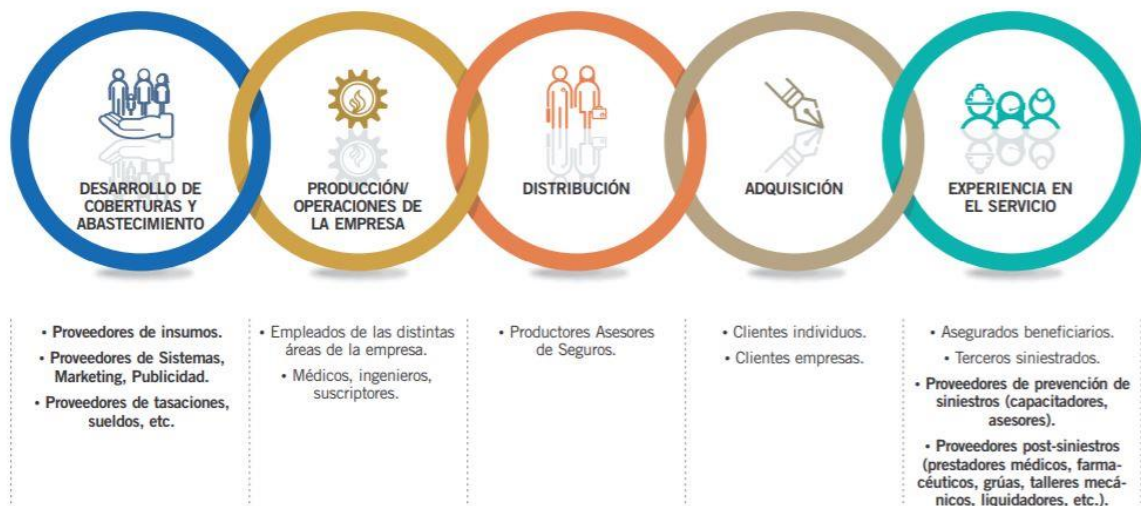 DESARROLLO DE
COBERTURAS Y
ABASTECIMIENTO
PRODUCCIÓN/
OPERACIONES DE
LA EMPRESA
DISTRIBUCIÓN
ADQUISICIÓN
EXPERIENCIA EN
EL SERVICIO
• Proveedores de insumos.
• Proveedores de Sistemas,
Marketing, Publicidad.
• Proveedores de tasaciones,
sueldos, etc.
• Empleados de las distintas
áreas de la empresa.
• Médicos, ingenieros,
suscriptores.
• Productores Asesores
de Seguros.
• Clientes individuos.
• Clientes empresas.
• Asegurados beneficiarios.
• Terceros siniestrados.
• Proveedores de prevención de
siniestros (capacitadores,
asesores).
• Proveedores post-siniestros
(prestadores médicos, farma-
céuticos, grúas, talleres mecá-
nicos, liquidadores, etc.).